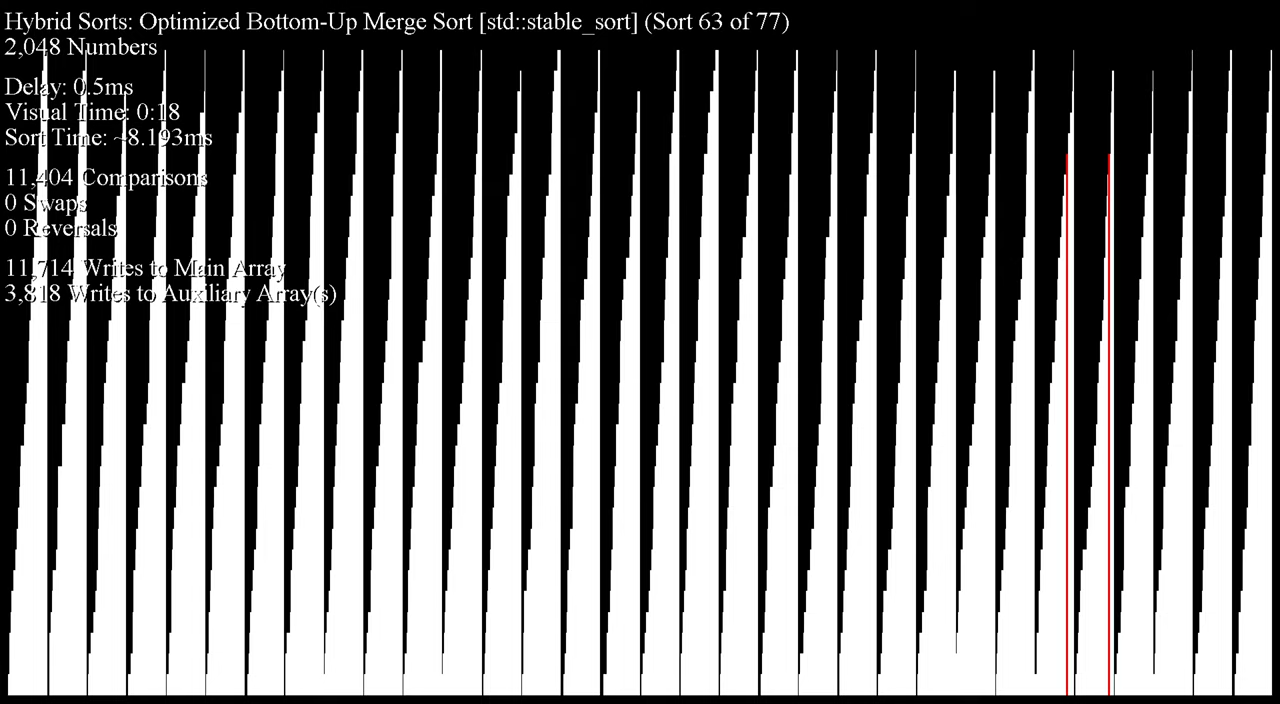 Hybrid Sorts: Optimized Bottom-Up Merge Sort [std::stable_sort] (Sort 63 of 77)
2,048 Numbers
Delay: 0.5ms
Visual Time: 0:18
Sort Time: ~8.193ms
11,404 Comparisons
0 Swaps
0 Reversals
11,714 Writes to Main Array
3,818 Writes to Auxiliary Array(s)